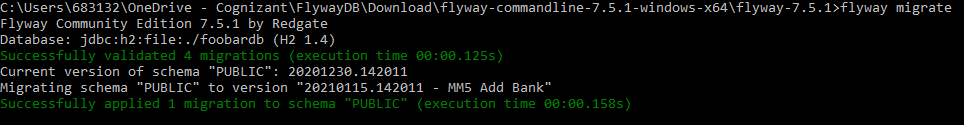 C:\Users\683132\OneDrive - Cognizant\FlywayDB\Download\flyway-commandline-7.5.1-windows-x64\flyway-7.5.1>flyway migrate
Flyway Community Edition 7.5.1 by Redgate
Database: jdbc:h2:file:./foobardb (H2 1.4)
Successfully validated 4 migrations (execution time 00:00.125s)
Current version of schema "PUBLIC": 20201230.142011
Migrating schema "PUBLIC" to version "20210115.142011 - MM5 Add Bank"
Successfully applied 1 migration to schema "PUBLIC" (execution time 00:00.158s)